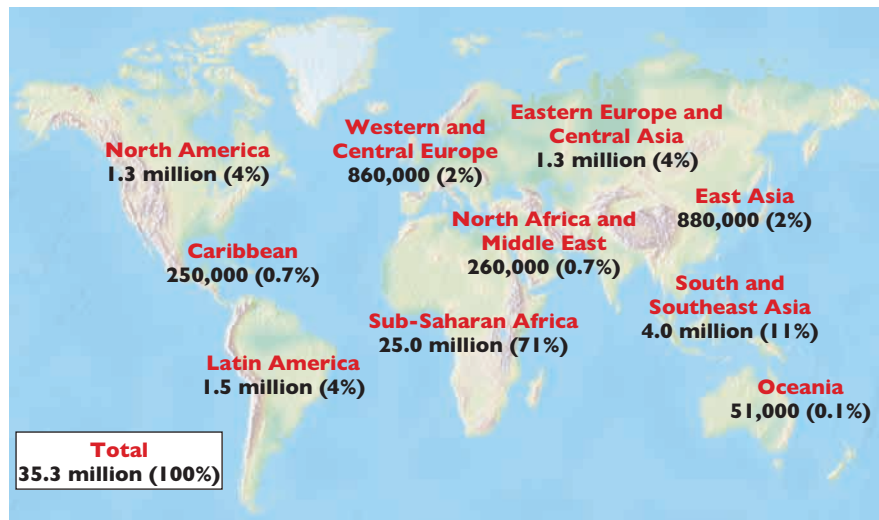 North America
1.3 million (4%)
Western and
Central Europe
860,000 (2%)
Eastern Europe and
Central Asia
1.3 million (4%)
East Asia
880,000 (2%)
North Africa and
Middle East
260,000 (0.7%)
Caribbean
250,000 (0.7%)
South and
Southeast Asia
4.0 million (11%)
Sub-Saharan Africa
25.0 million (71%)
Latin America
1.5 million (4%)
Oceania
51,000 (0.1%)
Total
35.3 million (100%)